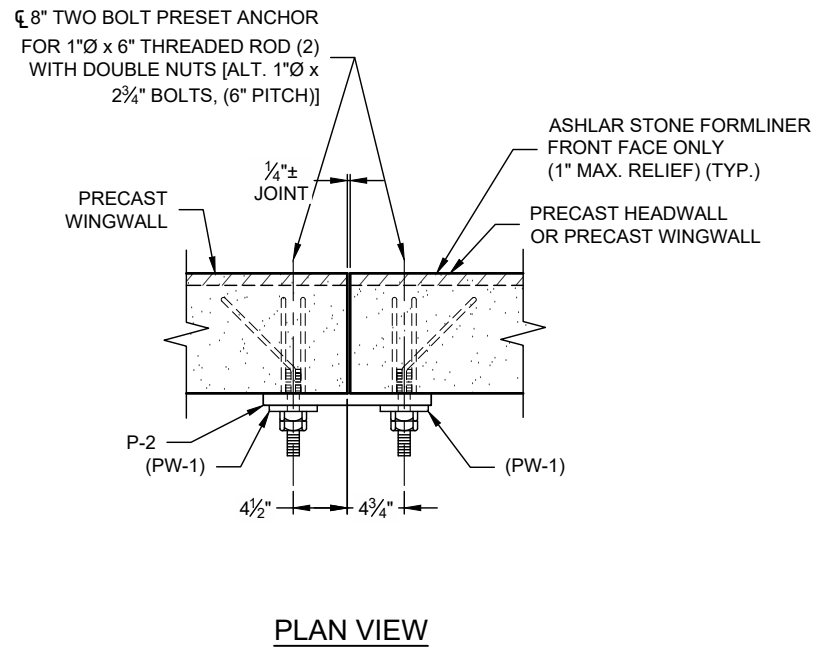 ℄ 8" TWO BOLT PRESET ANCHOR
FOR 1"Ø x 6" THREADED ROD (2)
WITH DOUBLE NUTS [ALT. 1"Ø x
2¾" BOLTS, (6" PITCH)]
¼"±
JOINT
ASHLAR STONE FORMLINER
FRONT FACE ONLY
(1" MAX. RELIEF) (TYP.)
PRECAST
WINGWALL
PRECAST HEADWALL
OR PRECAST WINGWALL
P-2
(PW-1)
(PW-1)
4½"
4¾"
PLAN VIEW